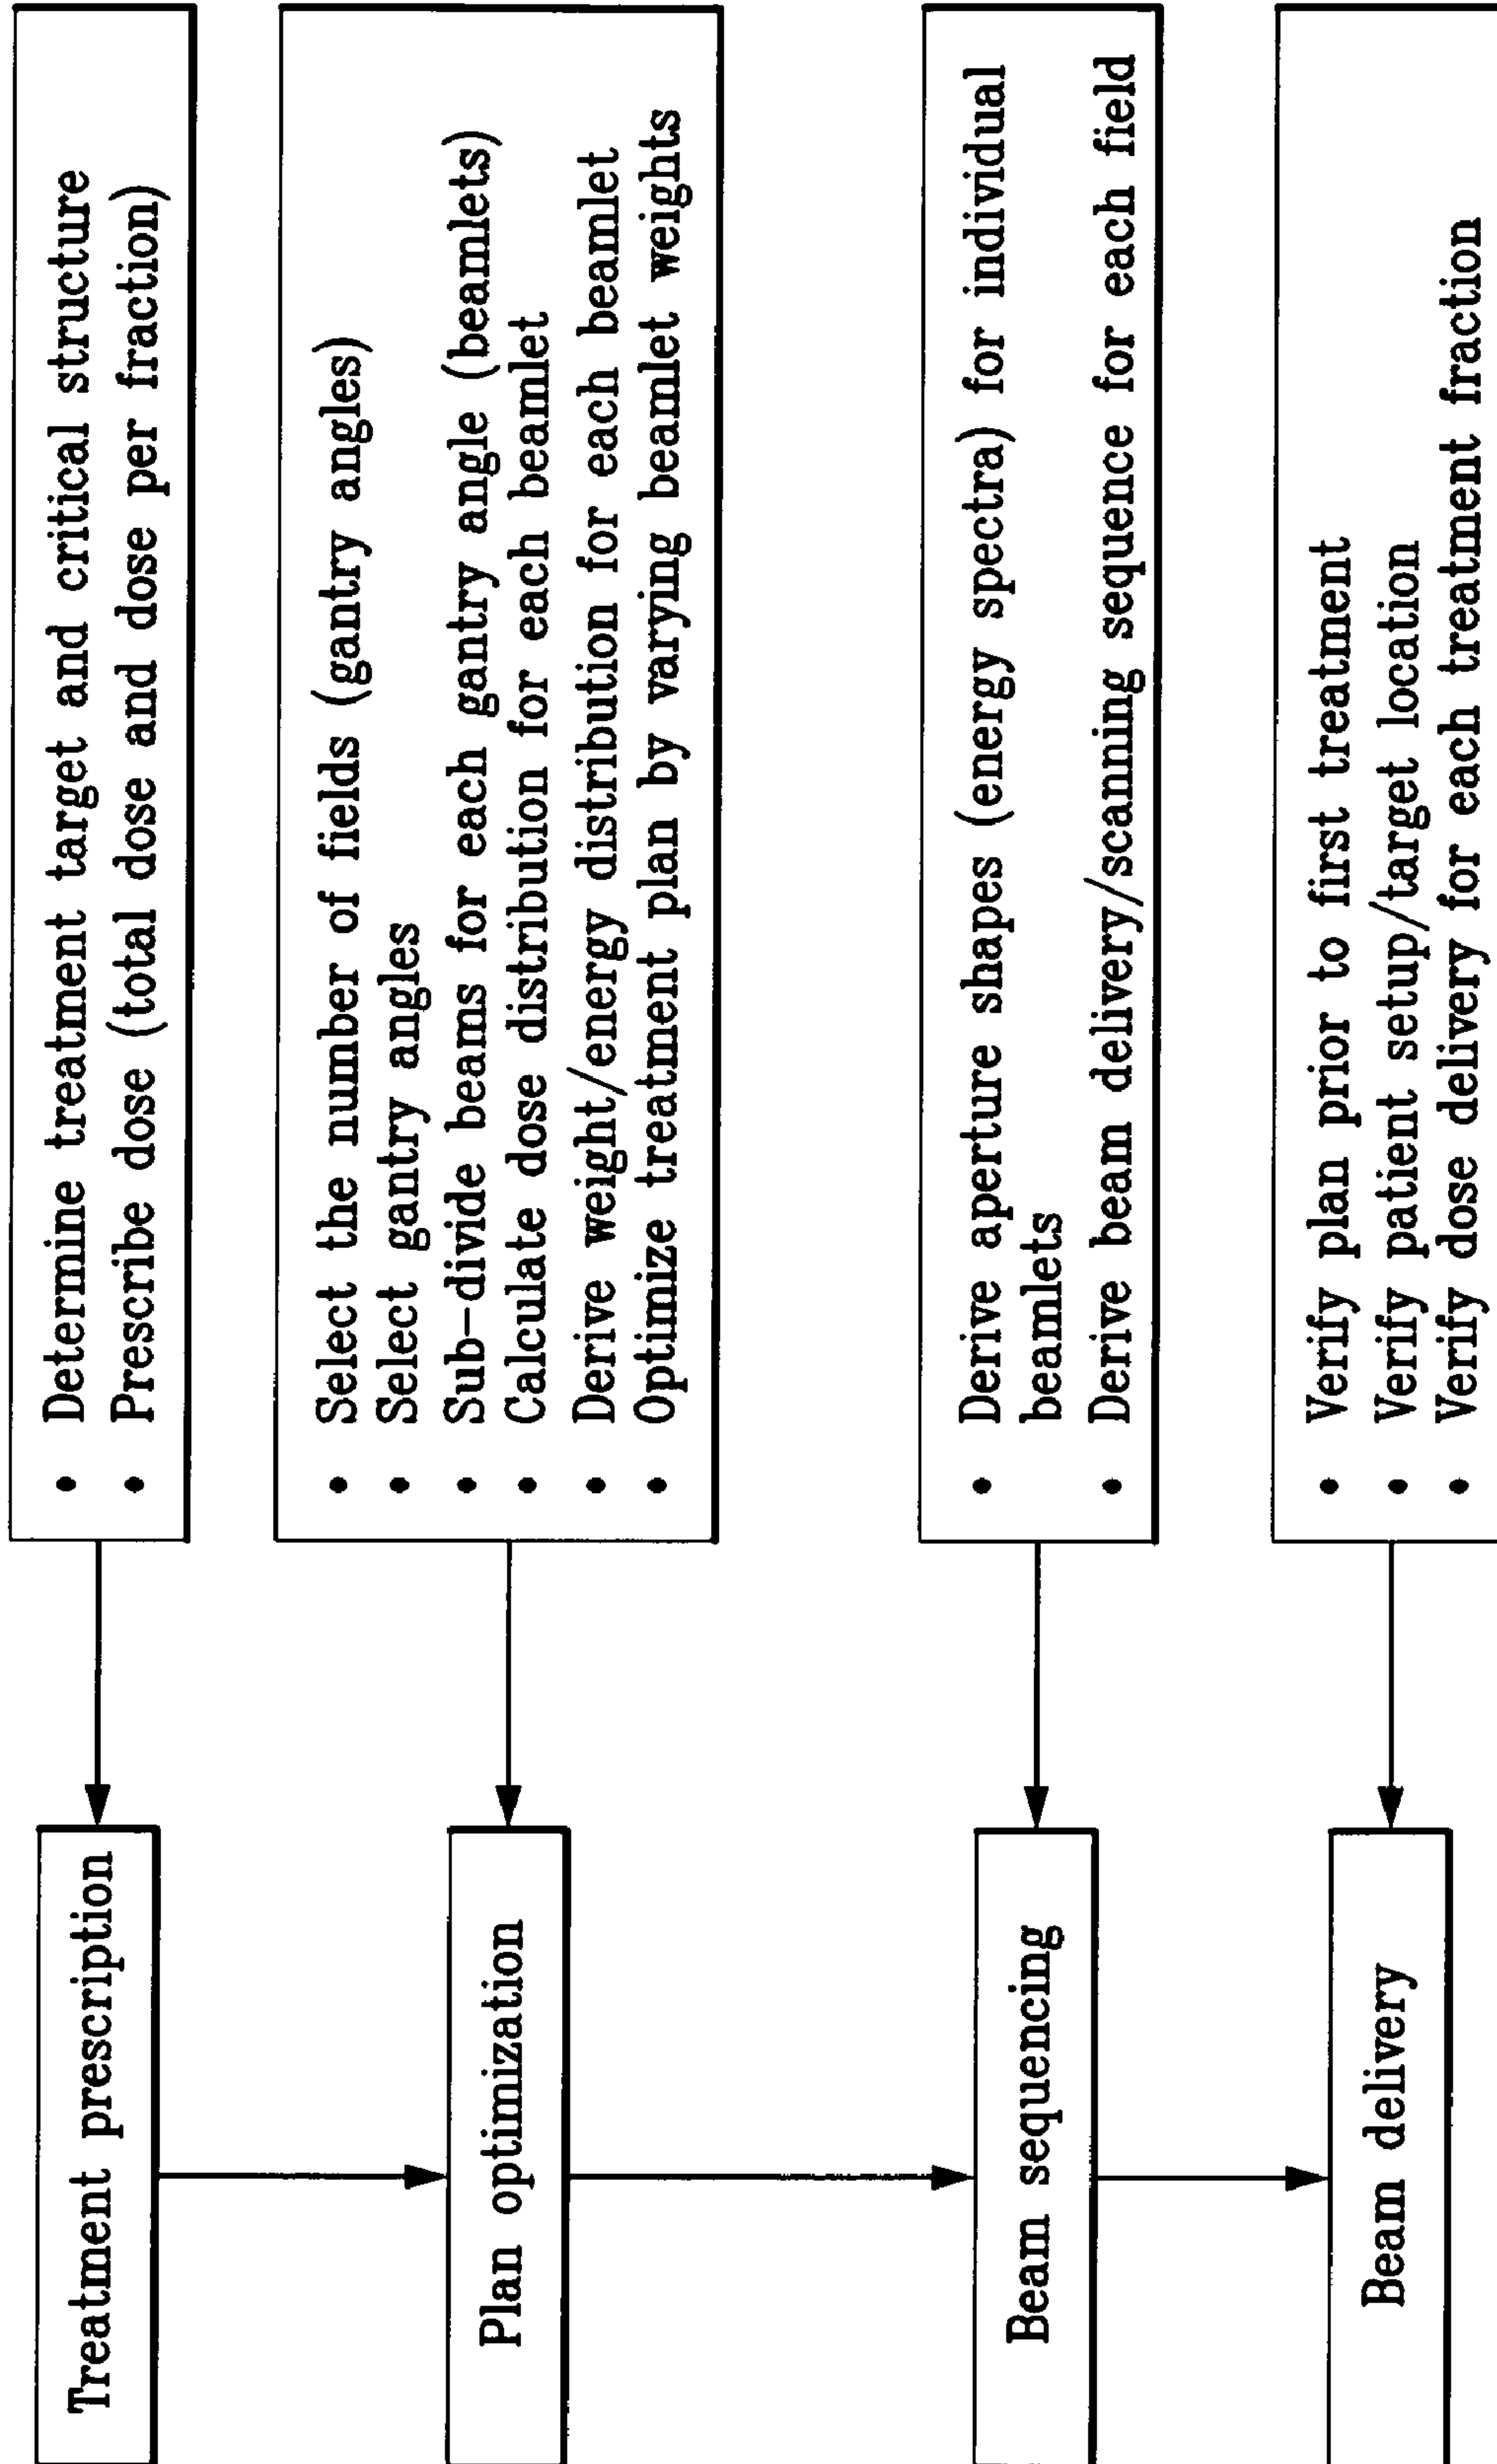 Treatment prescription
• Determine treatment target and critical structure
• Prescribe dose (total dose and dose per fraction)
Plan optimization
• Select the number of fields (gantry angles)
• Select gantry angles
• Sub-divide beams for each gantry angle (beamlets)
• Calculate dose distribution for each beamlet
• Derive weight/energy distribution for each beamlet
• Optimize treatment plan by varying beamlet weights
Beam sequencing
• Derive aperture shapes (energy spectra) for individual
beamlets
• Derive beam delivery/scanning sequence for each field
Beam delivery
• Verify plan prior to first treatment
• Verify patient setup/target location
• Verify dose delivery for each treatment fraction